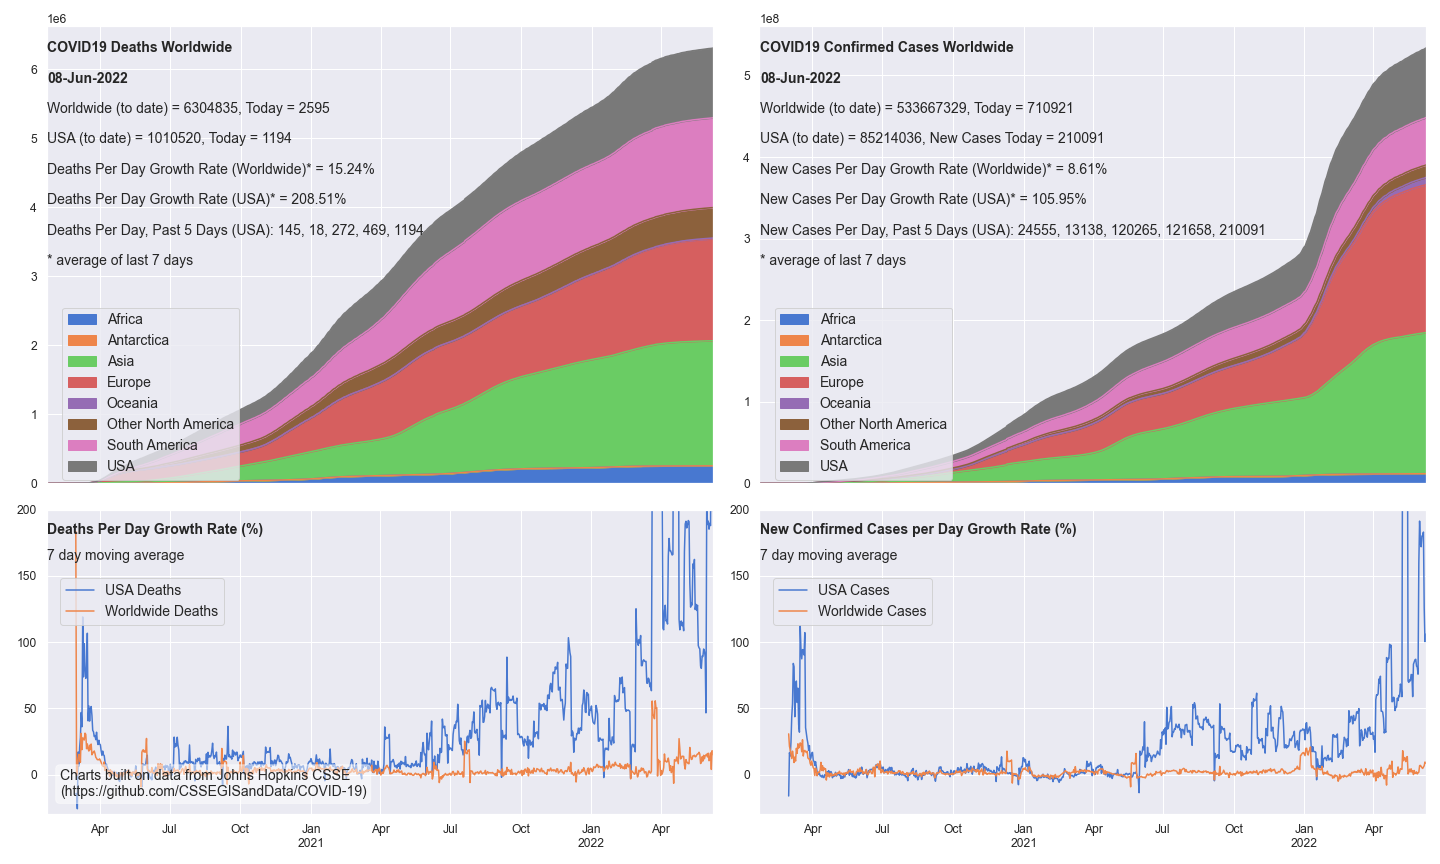 1e6
COVID19 Deaths Worldwide
08-Jun-2022
Worldwide (to date) = 6304835, Today = 2595
USA (to date) = 1010520, Today = 1194
Deaths Per Day Growth Rate (Worldwide)* = 15.24%
Deaths Per Day Growth Rate (USA)* = 208.51%
Deaths Per Day, Past 5 Days (USA): 145, 18, 272, 469, 1194
* average of last 7 days
6
5
4
3
2
1
0
Africa
Antarctica
Asia
Europe
Oceania
Other North America
South America
USA
1e8
COVID19 Confirmed Cases Worldwide
08-Jun-2022
Worldwide (to date) = 533667329, Today = 710921
USA (to date) = 85214036, New Cases Today = 210091
New Cases Per Day Growth Rate (Worldwide)* = 8.61%
New Cases Per Day Growth Rate (USA)* = 105.95%
New Cases Per Day, Past 5 Days (USA): 24555, 13138, 120265, 121658, 210091
* average of last 7 days
5
4
3
2
1
0
Africa
Antarctica
Asia
Europe
Oceania
Other North America
South America
USA
Deaths Per Day Growth Rate (%)
7 day moving average
USA Deaths
Worldwide Deaths
200
150
100
50
0
Charts built on data from Johns Hopkins CSSE
(https://github.com/CSSEGISandData/COVID-19)
Apr Jul Oct Jan Apr Jul Oct Jan Apr
2021 2022
New Confirmed Cases per Day Growth Rate (%)
7 day moving average
USA Cases
Worldwide Cases
200
150
100
50
0
Apr Jul Oct Jan Apr Jul Oct Jan Apr
2021 2022